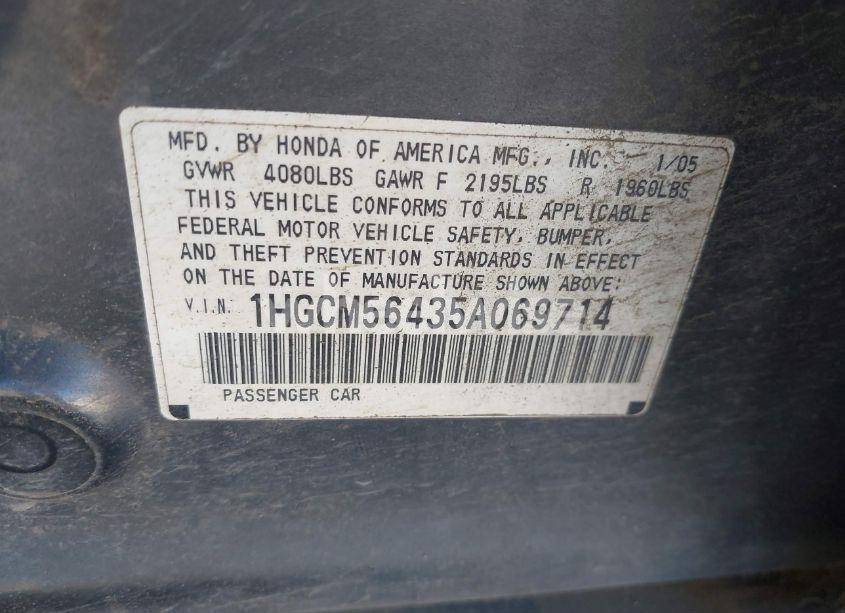 MFD. BY HONDA OF AMERICA MFG., INC. 1/05
GVWR 4080LBS GAWR F 2195LBS R 1960LBS
THIS VEHICLE CONFORMS TO ALL APPLICABLE
FEDERAL MOTOR VEHICLE SAFETY, BUMPER,
AND THEFT PREVENTION STANDARDS IN EFFECT
ON THE DATE OF MANUFACTURE SHOWN ABOVE:
V.I.N. 1HGCM56435A069714
PASSENGER CAR